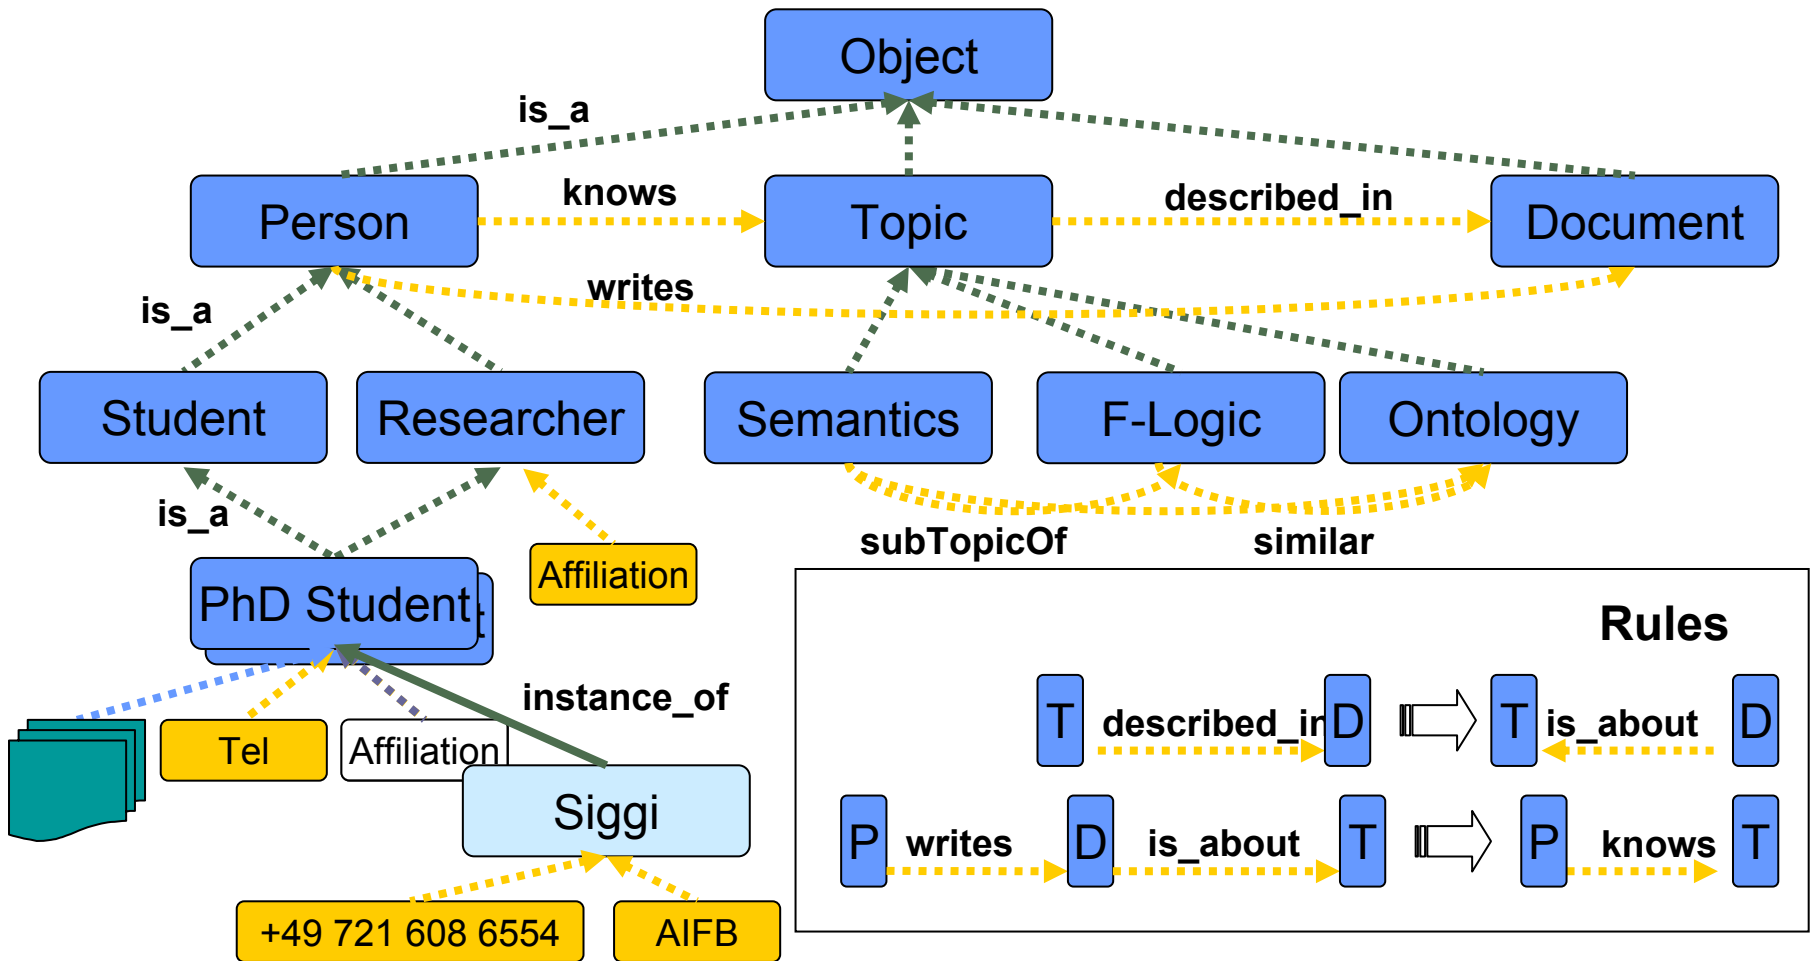 Object
is_a
Person
knows
Topic
described_in
Document
writes
is_a
Student
Researcher
Semantics
F-Logic
Ontology
is_a
subTopicOf
similar
PhD Student
t
Affiliation
Rules
instance_of
T
described_in
D
T
is_about
D
Tel
Affiliation
Siggi
P
writes
D
is_about
T
P
knows
T
+49 721 608 6554
AIFB